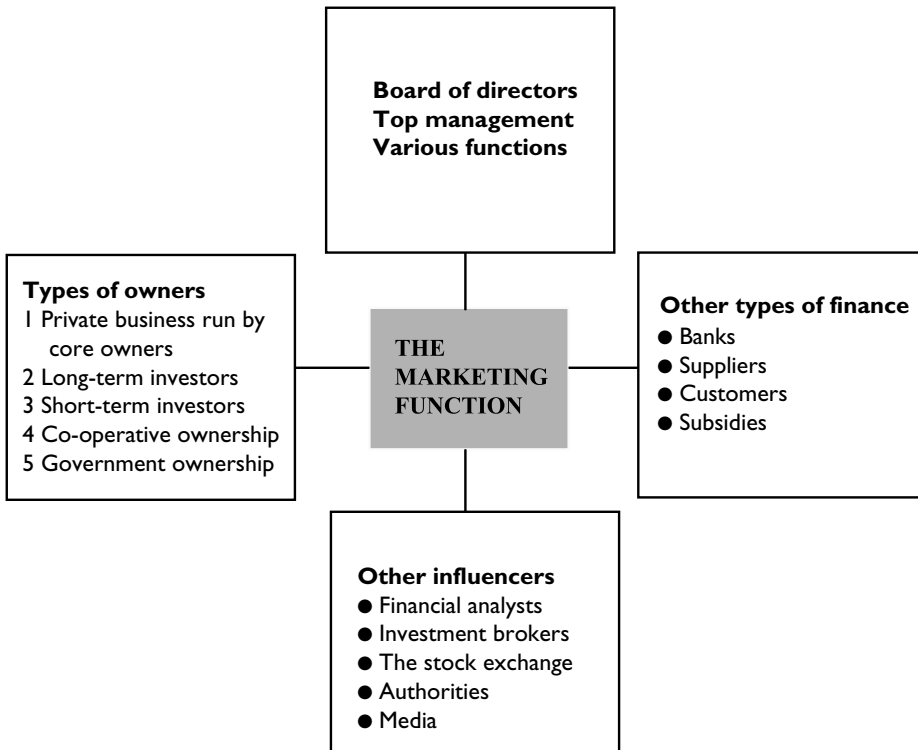 Board of directors
Top management
Various functions
Types of owners
1 Private business run by
core owners
2 Long-term investors
3 Short-term investors
4 Co-operative ownership
5 Government ownership
THE
MARKETING
FUNCTION
Other types of finance
● Banks
● Suppliers
● Customers
● Subsidies
Other influencers
● Financial analysts
● Investment brokers
● The stock exchange
● Authorities
● Media